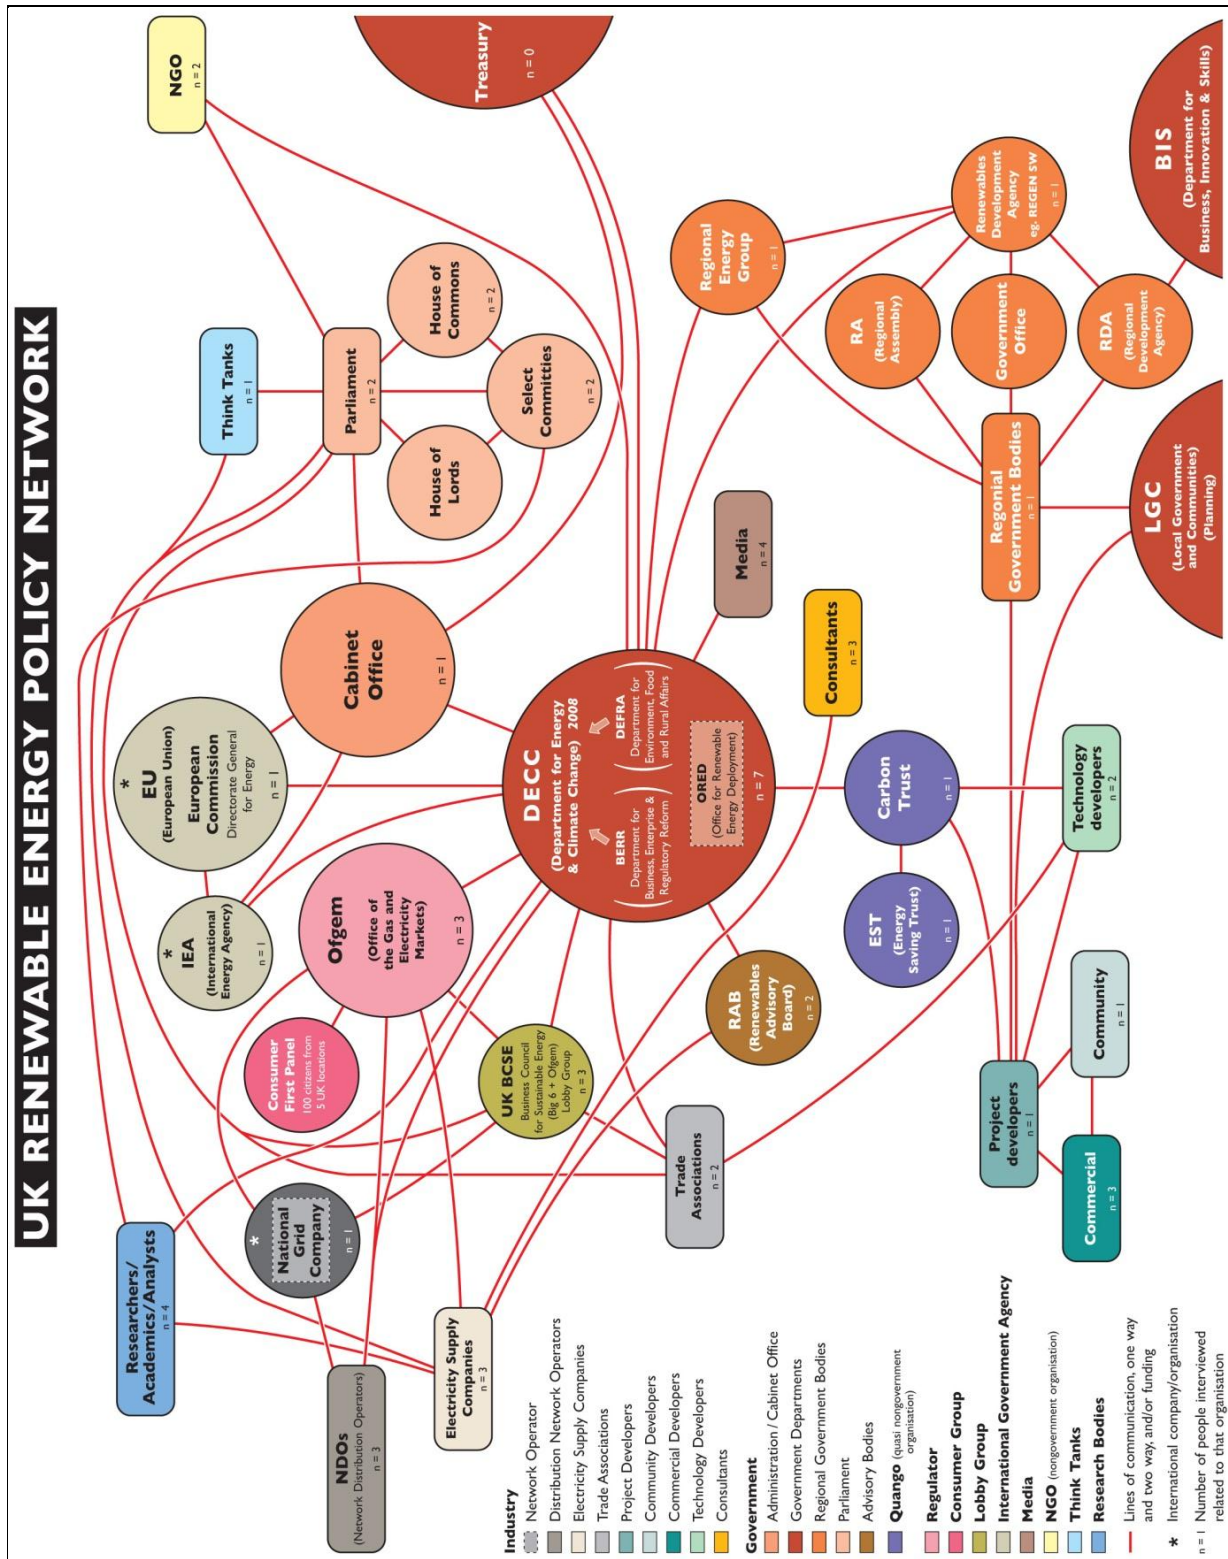 UK RENEWABLE ENERGY POLICY NETWORK
Researchers/
Academics/Analysts
n = 4
NDOs
(Network Distribution Operators)
n = 3
Electricity Supply
Companies
n = 3
*
National
Grid
Company
n = 1
Consumer
First Panel
100 citizens from
5 UK locations
*
IEA
(International
Energy Agency)
n = 1
*
EU
(European Union)
European
Commission
Directorate General
for Energy
n = 1
Ofgem
(Office of
the Gas and
Electricity
Markets)
n = 3
Cabinet
Office
n = 1
Think Tanks
n = 1
Parliament
n = 2
House of
Lords
House of
Commons
n = 2
Select
Committies
n = 2
NGO
n = 2
Treasury
n = 0
UK BCSE
Business Council
for Sustainable Energy
(Big 6 + Ofgem)
Lobby Group
n = 3
DECC
(Department for Energy
& Climate Change) 2008
BERR
Department for
Business, Enterprise &
Regulatory Reform
DEFRA
Department for
Environment, Food
and Rural Affairs
ORED
(Office for Renewable
Energy Deployment)
n = 7
Media
n = 4
Consultants
n = 3
Trade
Associations
n = 2
RAB
(Renewables
Advisory
Board)
n = 2
EST
(Energy
Saving Trust)
n = 1
Carbon
Trust
n = 1
Regional
Energy
Group
n = 1
RA
(Regional
Assembly)
Government
Office
RDA
(Regional
Development
Agency)
Renewables
Development
Agency
eg. REGEN SW
n = 1
Regonial
Government Bodies
n = 1
Project
developers
n = 1
Community
n = 1
Commercial
n = 3
Technology
developers
n = 2
LGC
(Local Government
and Communities)
(Planning)
BIS
(Department for
Business, Innovation & Skills)
Industry
Network Operator
Distribution Network Operators
Electricity Supply Companies
Trade Associations
Project Developers
Community Developers
Commercial Developers
Technology Developers
Consultants
Government
Administration / Cabinet Office
Government Departments
Regional Government Bodies
Parliament
Advisory Bodies
Quango (quasi nongovernment
organisation)
Regulator
Consumer Group
Lobby Group
International Government Agency
Media
NGO (nongovernment organisation)
Think Tanks
Research Bodies
Lines of communication, one way
and two way, and/or funding
* International company/organisation
n = 1 Number of people interviewed
related to that organisation